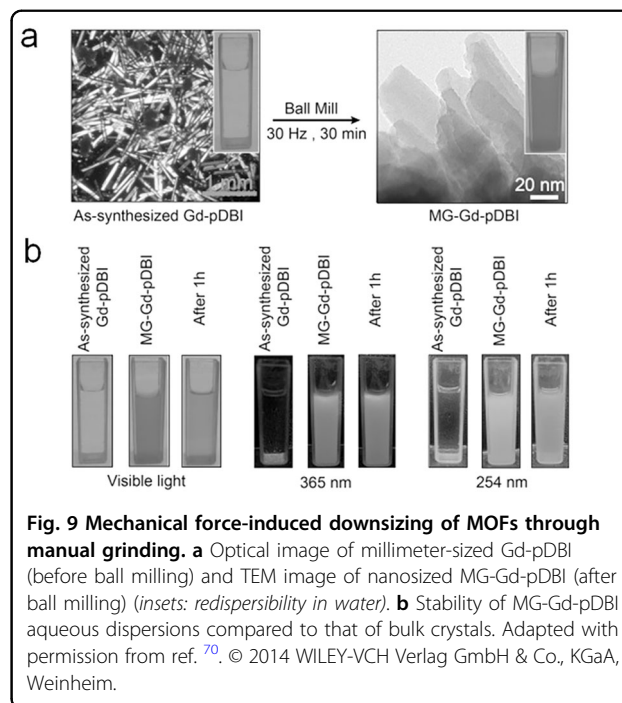 a
Ball Mill
30 Hz , 30 min
1 mm
20 nm
As-synthesized Gd-pDBI
MG-Gd-pDBI
b
As-synthesized
Gd-pDBI
MG-Gd-pDBI
After 1h
As-synthesized
Gd-pDBI
MG-Gd-pDBI
After 1h
As-synthesized
Gd-pDBI
MG-Gd-pDBI
After 1h
Visible light
365 nm
254 nm
Fig. 9 Mechanical force-induced downsizing of MOFs through
manual grinding. a Optical image of millimeter-sized Gd-pDBI
(before ball milling) and TEM image of nanosized MG-Gd-pDBI (after
ball milling) (insets: redispersibility in water). b Stability of MG-Gd-pDBI
aqueous dispersions compared to that of bulk crystals. Adapted with
permission from ref. 70. © 2014 WILEY-VCH Verlag GmbH & Co., KGaA,
Weinheim.